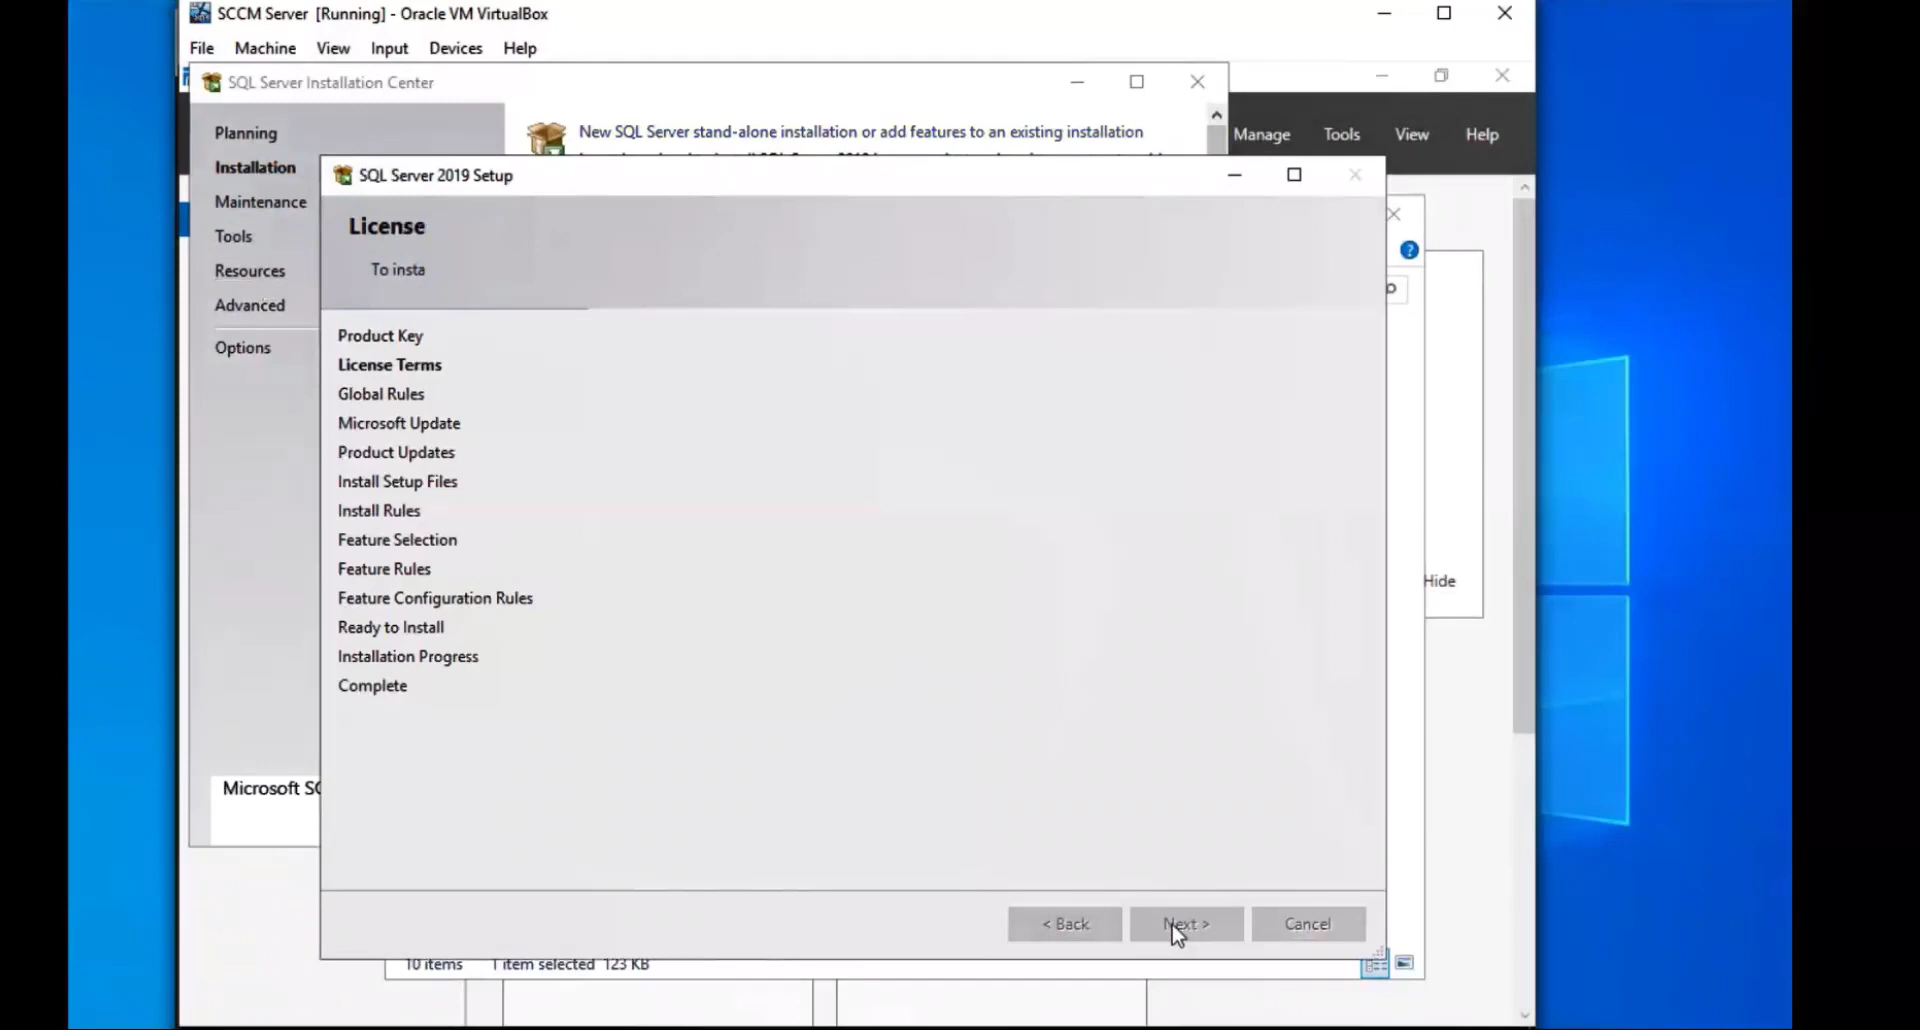 SCCM Server [Running] - Oracle VM VirtualBox
File Machine View Input Devices Help
SQL Server Installation Center
Planning
Installation
Maintenance
Tools
Resources
Advanced
Options
New SQL Server stand-alone installation or add features to an existing installation
Manage Tools View Help
SQL Server 2019 Setup
License
To insta
Product Key
License Terms
Global Rules
Microsoft Update
Product Updates
Install Setup Files
Install Rules
Feature Selection
Feature Rules
Feature Configuration Rules
Ready to Install
Installation Progress
Complete
Hide
Microsoft SQ
< Back Next > Cancel
10 items 1 item selected 123 KB